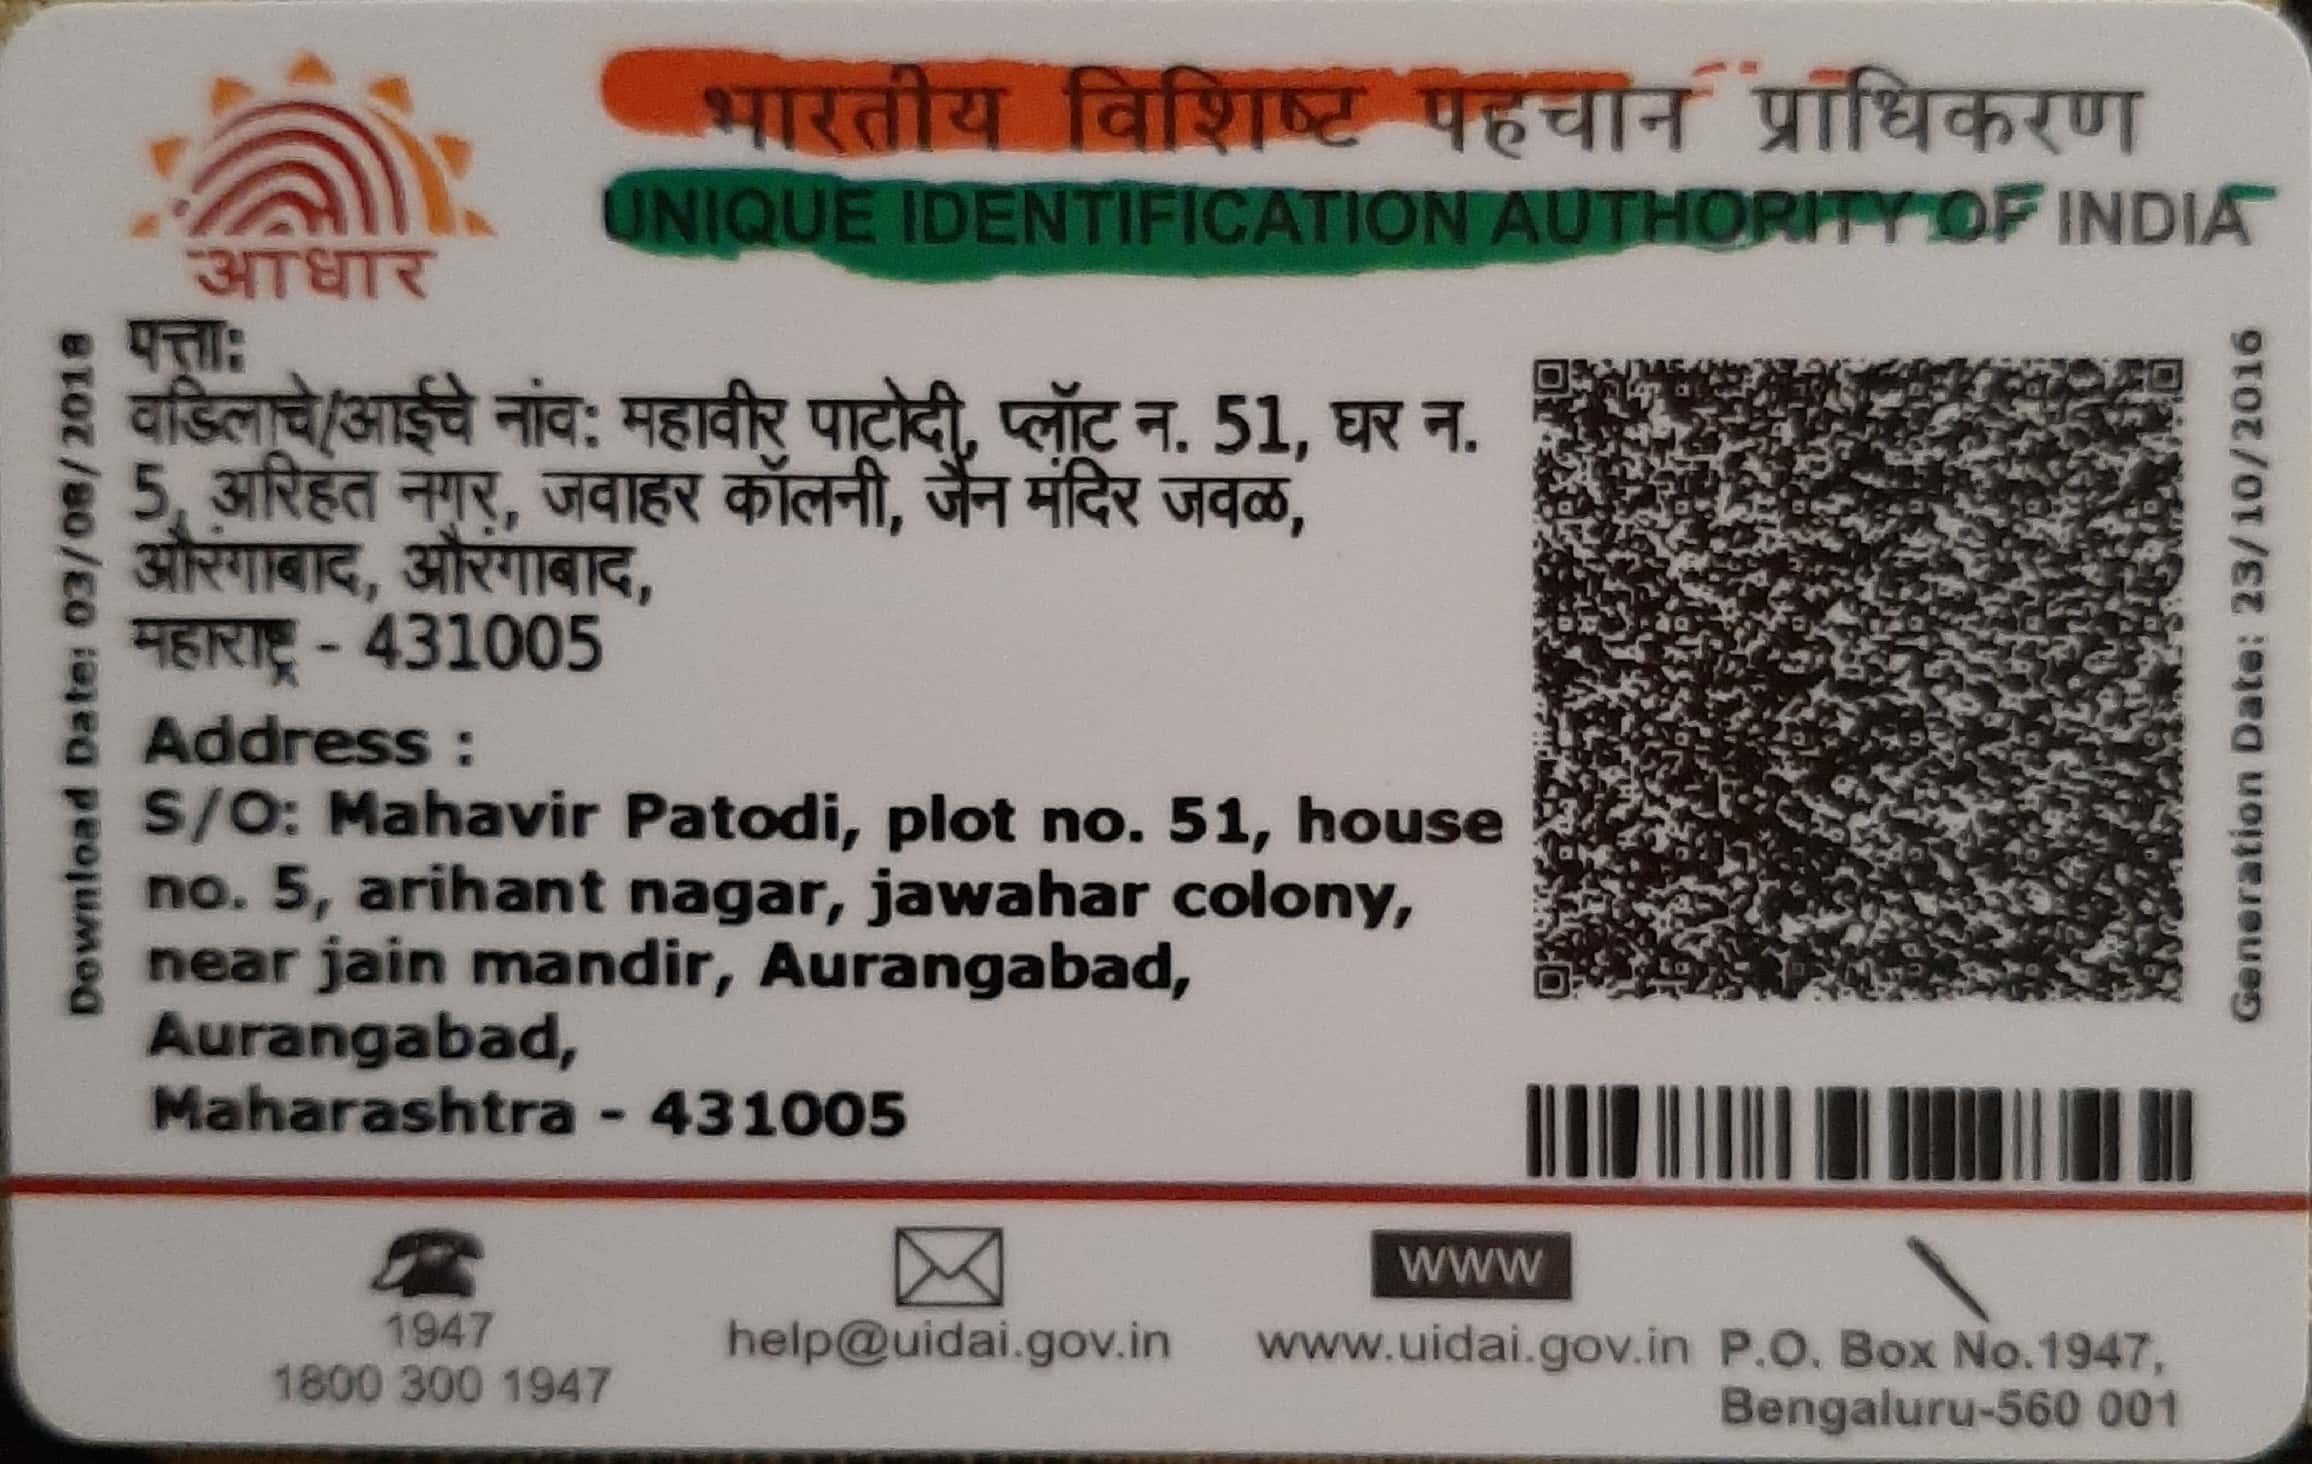 भारतीय विशिष्ट पहचान प्राधिकरण
UNIQUE IDENTIFICATION AUTHORITY OF INDIA
आधार
Download Date: 03/08/2018
पत्ता:
वडिलाचे/आईचे नांव: महावीर पाटोदी, प्लॉट न. 51, घर न.
5, अरिहंत नगर, जवाहर कॉलनी, जैन मंदिर जवळ,
औरंगाबाद, औरंगाबाद,
महाराष्ट्र - 431005
Address :
S/O: Mahavir Patodi, plot no. 51, house
no. 5, arihant nagar, jawahar colony,
near jain mandir, Aurangabad,
Aurangabad,
Maharashtra - 431005
Generation Date: 23/10/2016
1947
1800 300 1947
help@uidai.gov.in
WWW
www.uidai.gov.in
P.O. Box No.1947,
Bengaluru-560 001